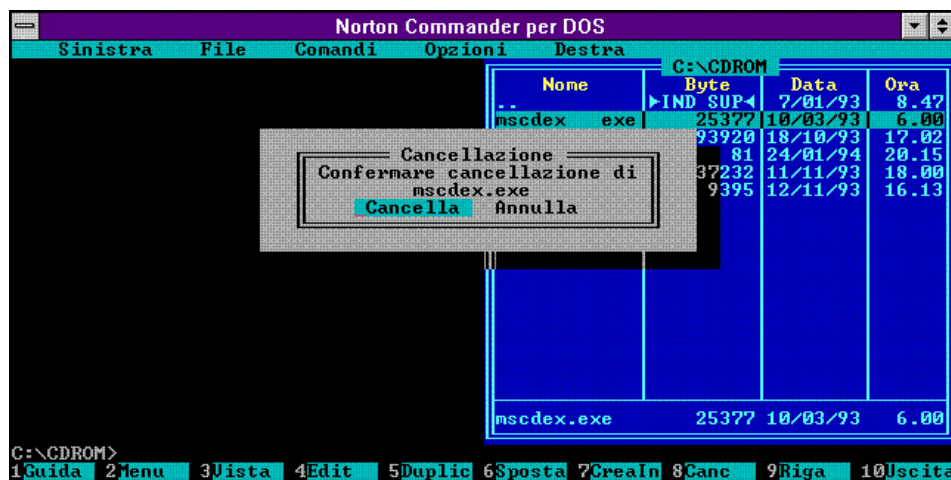 Norton Commander per DOS
Sinistra File Comandi Opzioni Destra
C:\CDROM
Nome Byte Data Ora
.. ►IND SUP◄ 7/01/93 8.47
mscdex exe 25377 10/03/93 6.00
93920 18/10/93 17.02
81 24/01/94 20.15
37232 11/11/93 18.00
9395 12/11/93 16.13
Cancellazione
Confermare cancellazione di
mscdex.exe
Cancella Annulla
mscdex.exe 25377 10/03/93 6.00
C:\CDROM>
1Guida 2Menu 3Vista 4Edit 5Duplic 6Sposta 7CreaIn 8Canc 9Riga 10Uscita